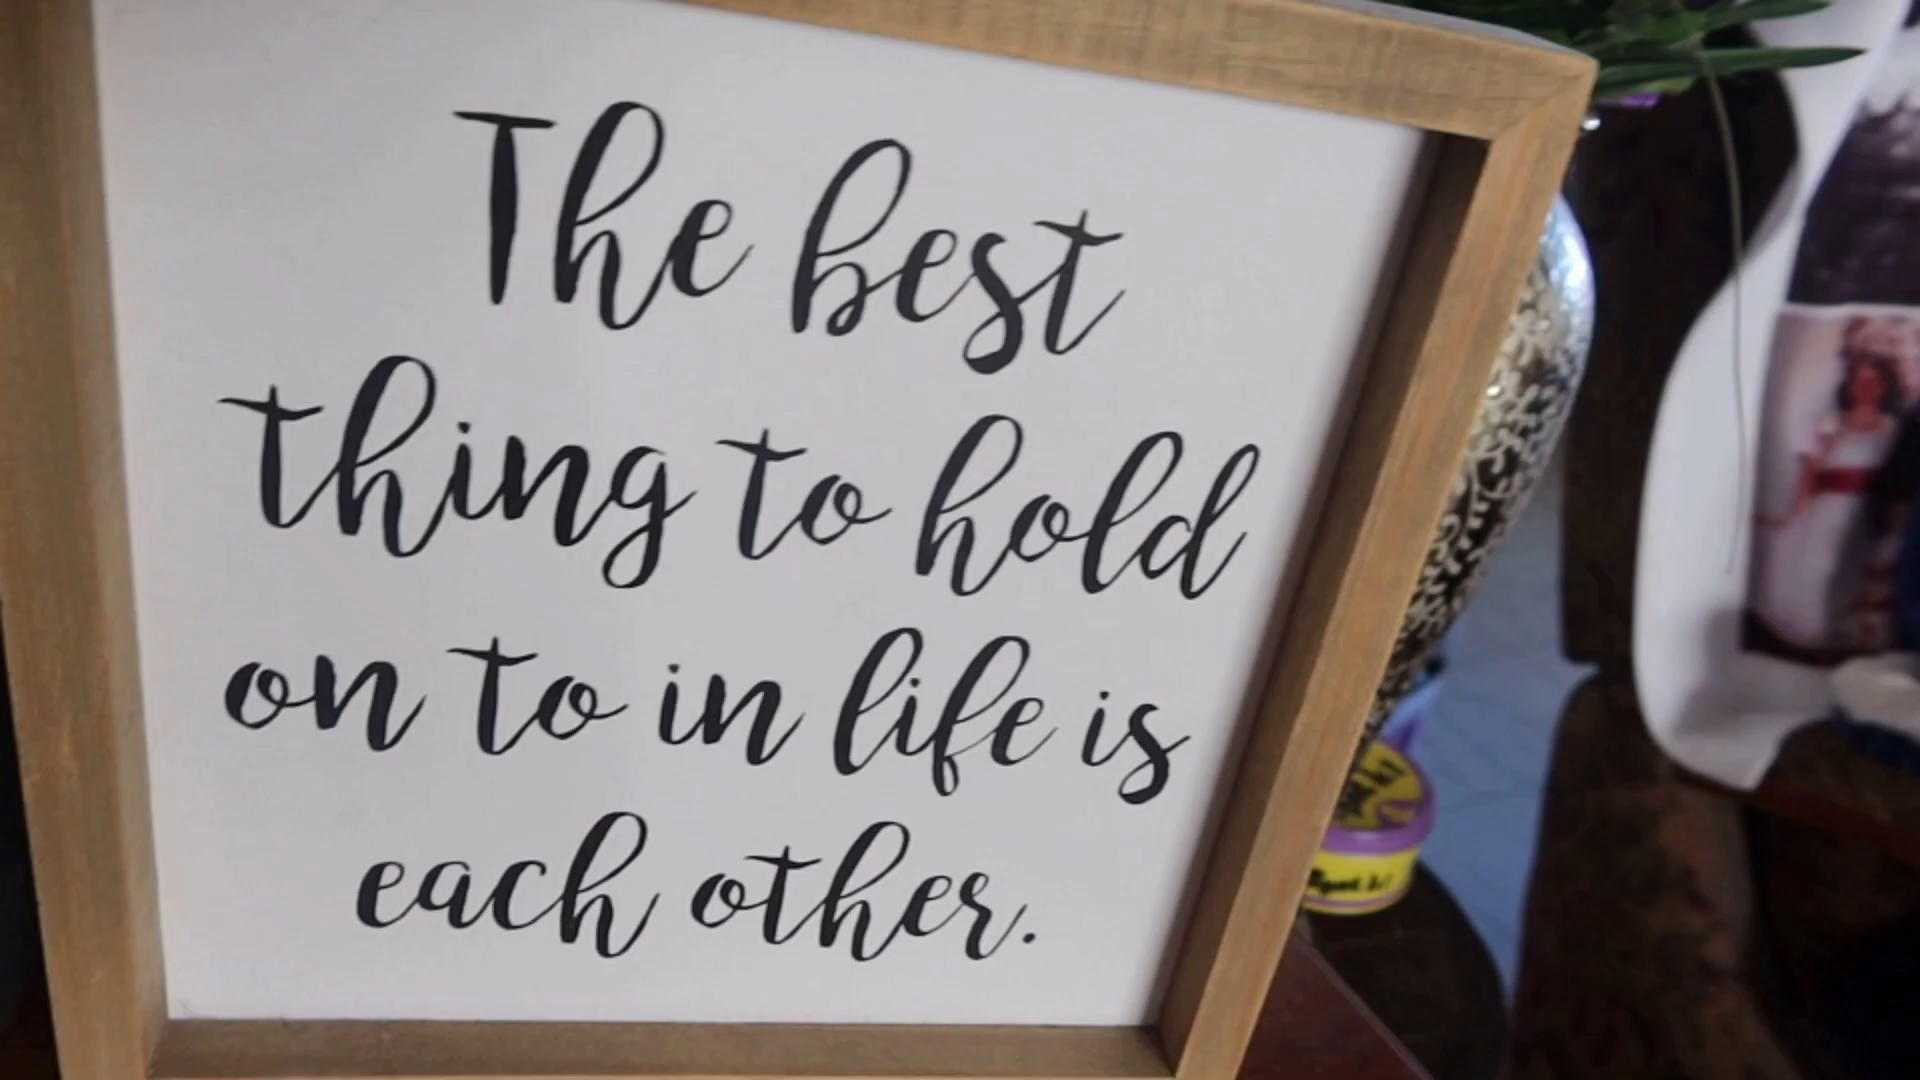 The best
thing to hold
on to in life is
each other.